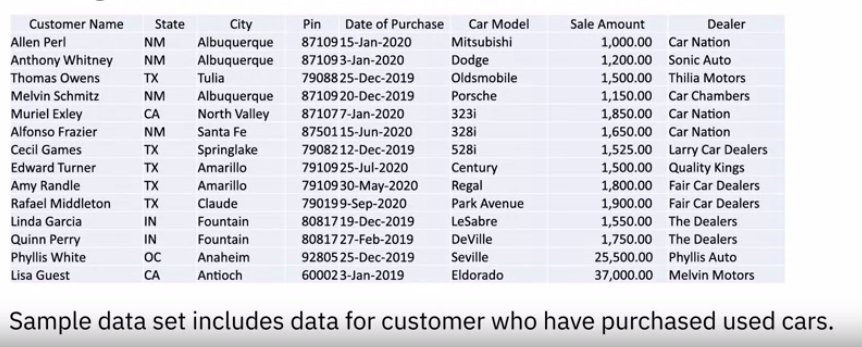 Customer Name State City Pin Date of Purchase Car Model Sale Amount Dealer
Allen Perl NM Albuquerque 87109 15-Jan-2020 Mitsubishi 1,000.00 Car Nation
Anthony Whitney NM Albuquerque 87109 3-Jan-2020 Dodge 1,200.00 Sonic Auto
Thomas Owens TX Tulia 79088 25-Dec-2019 Oldsmobile 1,500.00 Thilia Motors
Melvin Schmitz NM Albuquerque 87109 20-Dec-2019 Porsche 1,150.00 Car Chambers
Muriel Exley CA North Valley 87107 7-Jan-2020 323i 1,850.00 Car Nation
Alfonso Frazier NM Santa Fe 87501 15-Jun-2020 328i 1,650.00 Car Nation
Cecil Games TX Springlake 79082 12-Dec-2019 528i 1,525.00 Larry Car Dealers
Edward Turner TX Amarillo 79109 25-Jul-2020 Century 1,500.00 Quality Kings
Amy Randle TX Amarillo 79109 30-May-2020 Regal 1,800.00 Fair Car Dealers
Rafael Middleton TX Claude 79019 9-Sep-2020 Park Avenue 1,900.00 Fair Car Dealers
Linda Garcia IN Fountain 80817 19-Dec-2019 LeSabre 1,550.00 The Dealers
Quinn Perry IN Fountain 80817 27-Feb-2019 DeVille 1,750.00 The Dealers
Phyllis White OC Anaheim 92805 25-Dec-2019 Seville 25,500.00 Phyllis Auto
Lisa Guest CA Antioch 60002 3-Jan-2019 Eldorado 37,000.00 Melvin Motors
Sample data set includes data for customer who have purchased used cars.